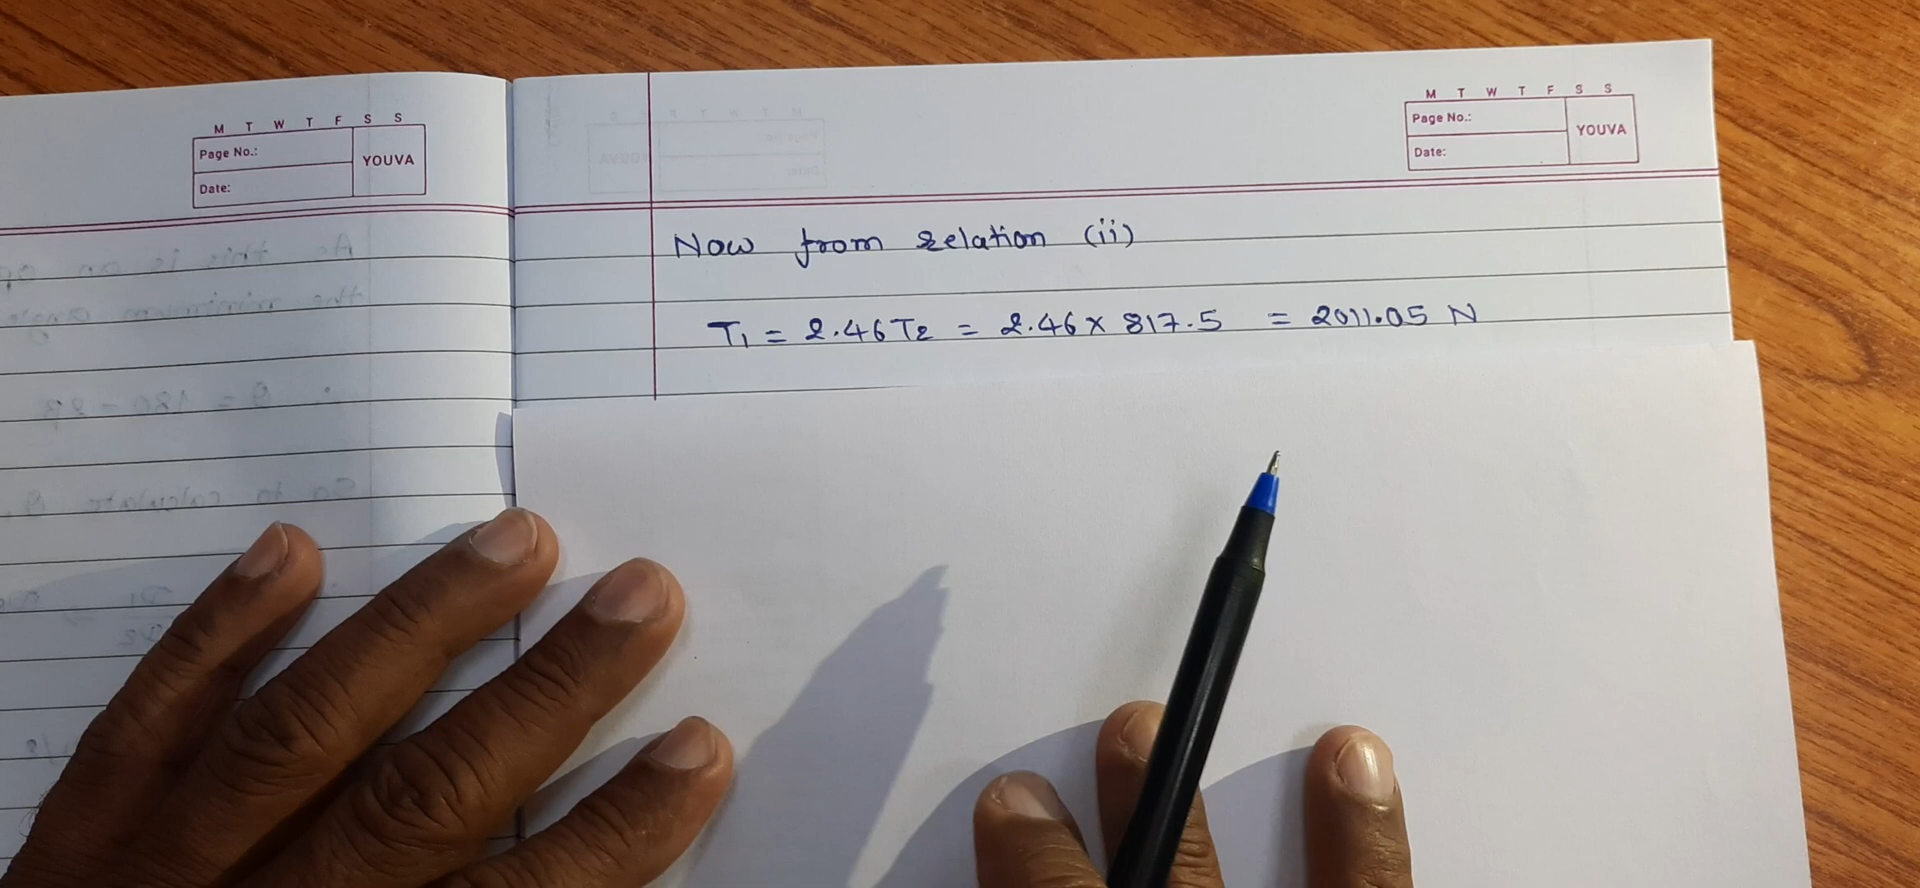 M T W T F S S
Page No.:
YOUVA
Date:
M T W T F S S
Page No.:
YOUVA
Date:
Now from relation (ii)
T₁ = 2.46 T₂ = 2.46 × 817.5 = 2011.05 N